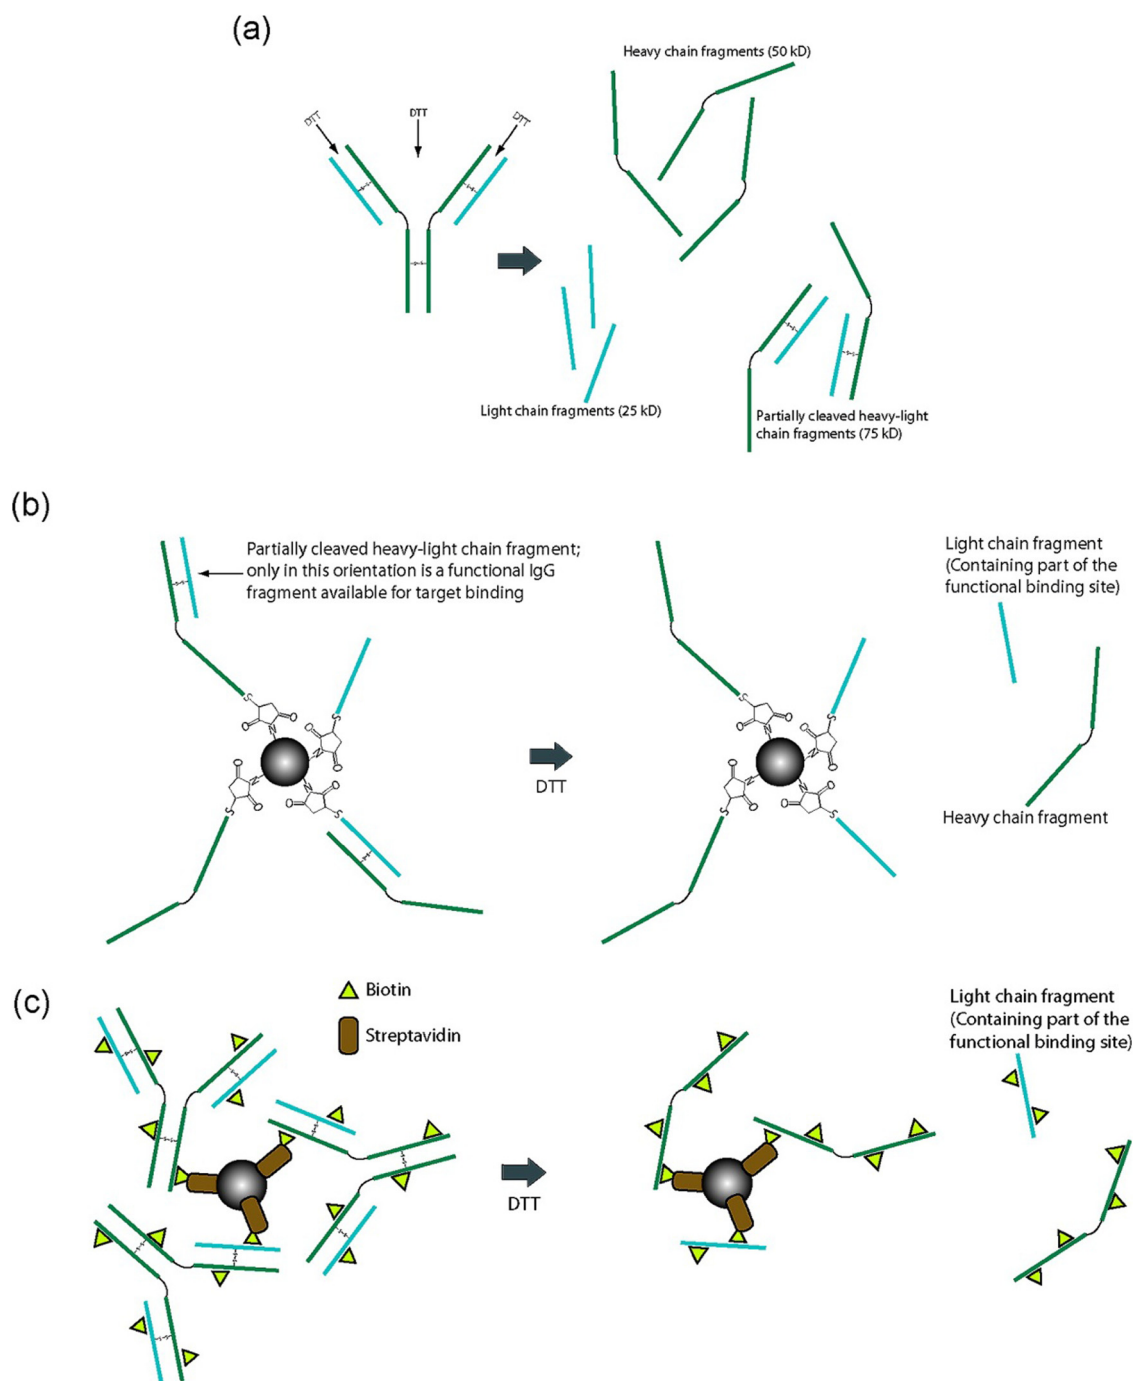 (a)
Heavy chain fragments (50 kD)
DTT
DTT
DTT
Light chain fragments (25 kD)
Partially cleaved heavy-light
chain fragments (75 kD)
(b)
Partially cleaved heavy-light chain fragment;
only in this orientation is a functional IgG
fragment available for target binding
Light chain fragment
(Containing part of the
functional binding site)
S
O
O
N
S
O
O
N
S
O
O
N
S
O
O
N
DTT
S
O
O
N
S
O
O
N
S
O
O
N
S
O
O
N
Heavy chain fragment
(c)
Biotin
Streptavidin
Light chain fragment
(Containing part of the
functional binding site)
DTT